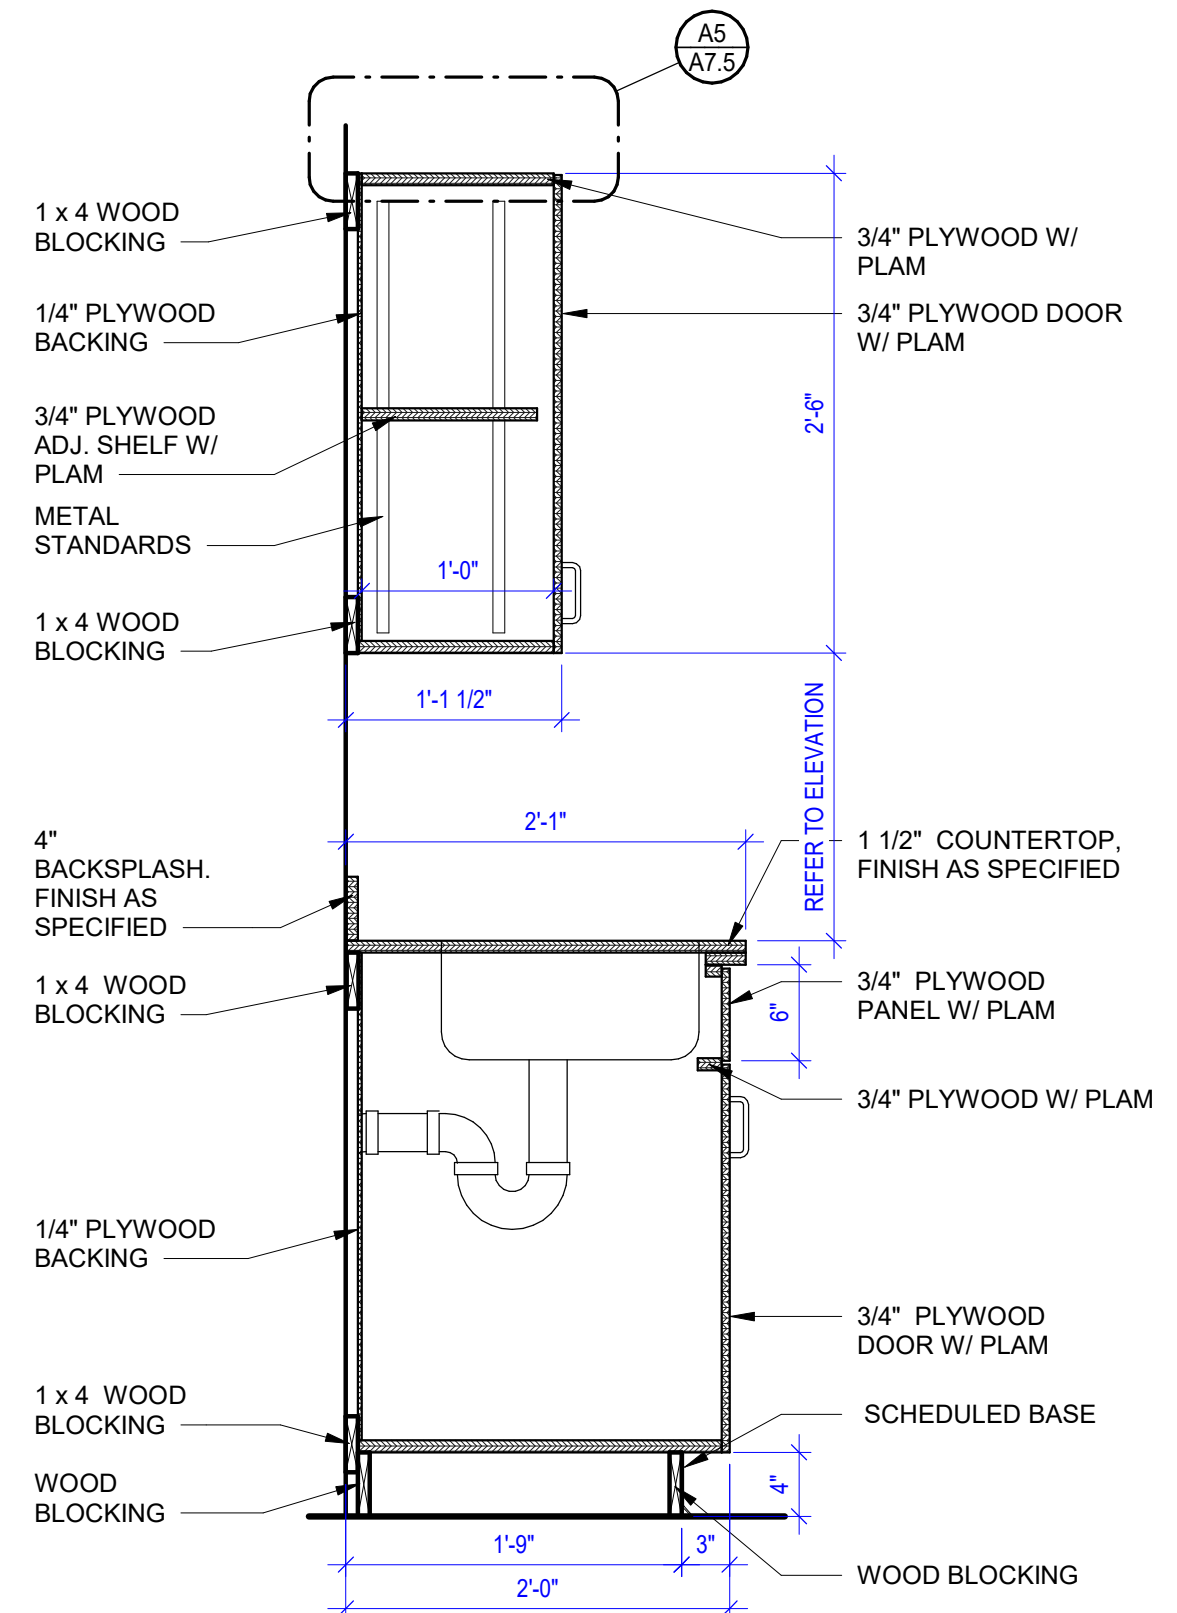 A5
A7.5
1 x 4 WOOD
BLOCKING
3/4" PLYWOOD W/
PLAM
1/4" PLYWOOD
BACKING
3/4" PLYWOOD DOOR
W/ PLAM
2'-6"
3/4" PLYWOOD
ADJ. SHELF W/
PLAM
METAL
STANDARDS
1'-0"
1 x 4 WOOD
BLOCKING
1'-1 1/2"
REFER TO ELEVATION
2'-1"
4"
BACKSPLASH.
FINISH AS
SPECIFIED
1 1/2"  COUNTERTOP,
FINISH AS SPECIFIED
1 x 4  WOOD
BLOCKING
3/4"  PLYWOOD
PANEL W/ PLAM
6"
3/4" PLYWOOD W/ PLAM
1/4" PLYWOOD
BACKING
3/4"  PLYWOOD
DOOR W/ PLAM
1 x 4  WOOD
BLOCKING
SCHEDULED BASE
WOOD
BLOCKING
4"
1'-9"
3"
2'-0"
WOOD BLOCKING